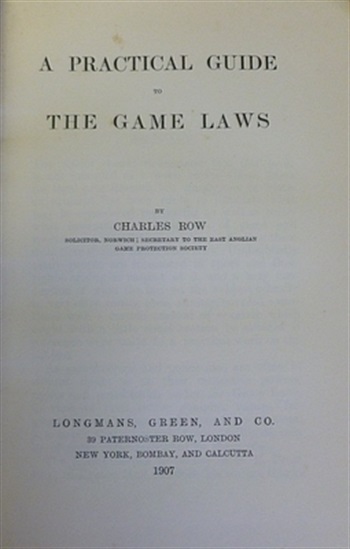 A PRACTICAL GUIDE
TO
THE GAME LAWS
BY
CHARLES ROW
SOLICITOR, NORWICH; SECRETARY TO THE EAST ANGLIAN
GAME PROTECTION SOCIETY
LONGMANS, GREEN, AND CO.
39 PATERNOSTER ROW, LONDON
NEW YORK, BOMBAY, AND CALCUTTA
1907